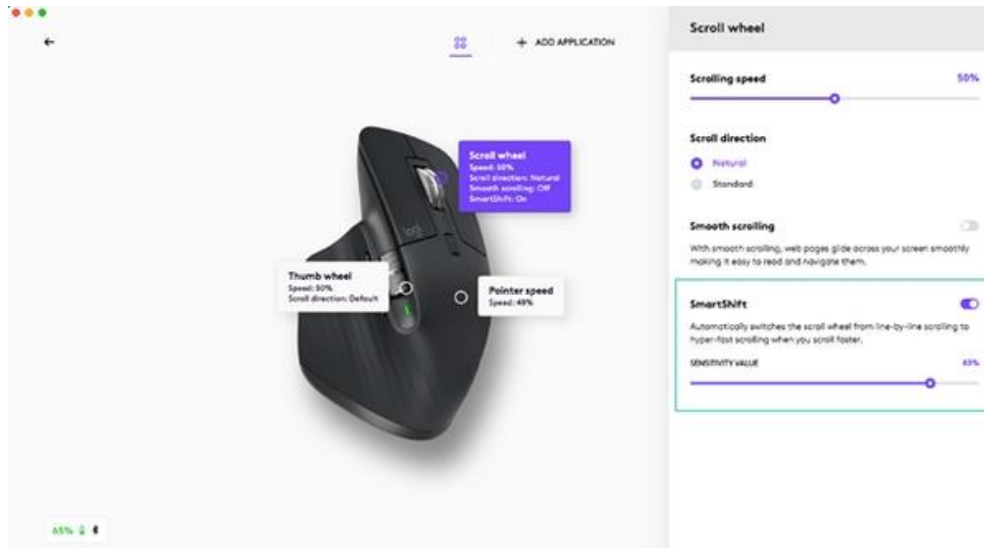 + ADD APPLICATION
Scroll wheel
Speed: 50%
Scroll direction: Natural
Smooth scrolling: Off
SmartShift: On
logi
Thumb wheel
Speed: 50%
Scroll direction: Default
Pointer speed
Speed: 49%
65%
Scroll wheel
Scrolling speed 50%
Scroll direction
Natural
Standard
Smooth scrolling
With smooth scrolling, web pages glide across your screen smoothly
making it easy to read and navigate them.
SmartShift
Automatically switches the scroll wheel from line-by-line scrolling to
hyper-fast scrolling when you scroll faster.
SENSITIVITY VALUE